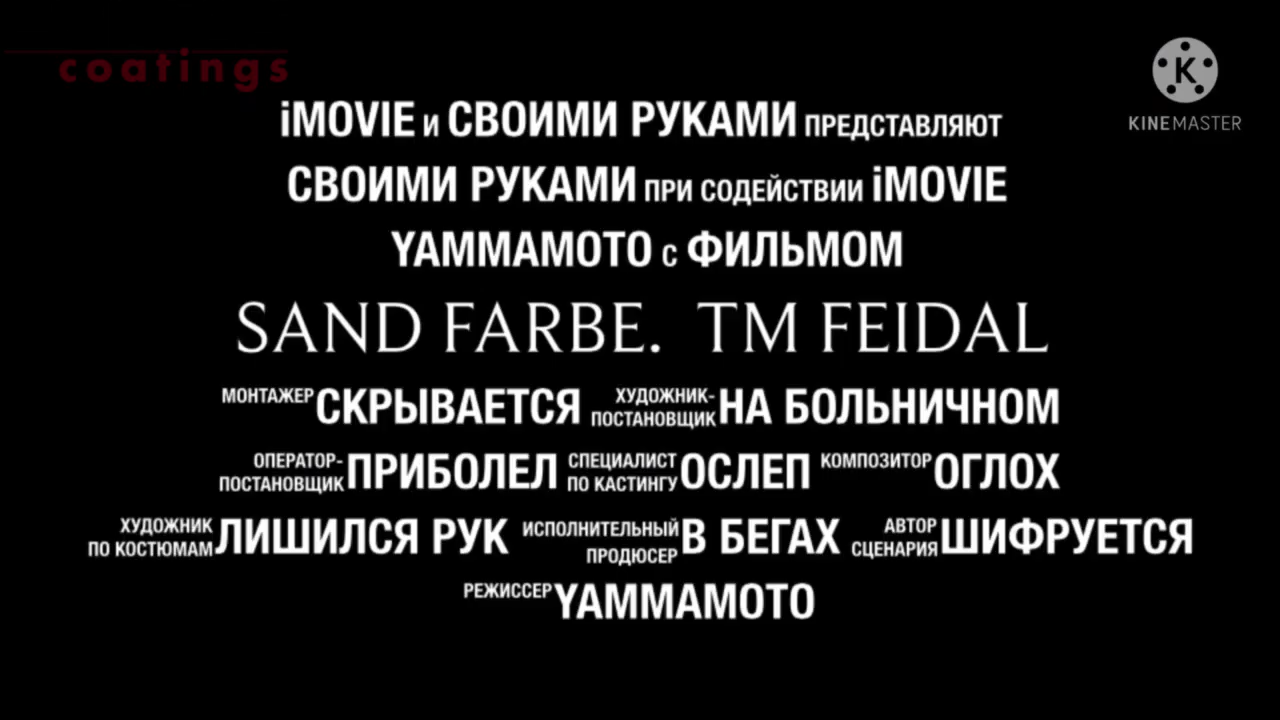 coatings
KINEMASTER
iMOVIE и СВОИМИ РУКАМИ ПРЕДСТАВЛЯЮТ
СВОИМИ РУКАМИ ПРИ СОДЕЙСТВИИ iMOVIE
YAMMAMOTO с ФИЛЬМОМ
SAND FARBE. TM FEIDAL
МОНТАЖЕР СКРЫВАЕТСЯ ХУДОЖНИК-ПОСТАНОВЩИК НА БОЛЬНИЧНОМ
ОПЕРАТОР-ПОСТАНОВЩИК ПРИБОЛЕЛ СПЕЦИАЛИСТ ПО КАСТИНГУ ОСЛЕП КОМПОЗИТОР ОГЛОХ
ХУДОЖНИК ПО КОСТЮМАМ ЛИШИЛСЯ РУК ИСПОЛНИТЕЛЬНЫЙ ПРОДЮСЕР В БЕГАХ АВТОР СЦЕНАРИЯ ШИФРУЕТСЯ
РЕЖИССЕР YAMMAMOTO